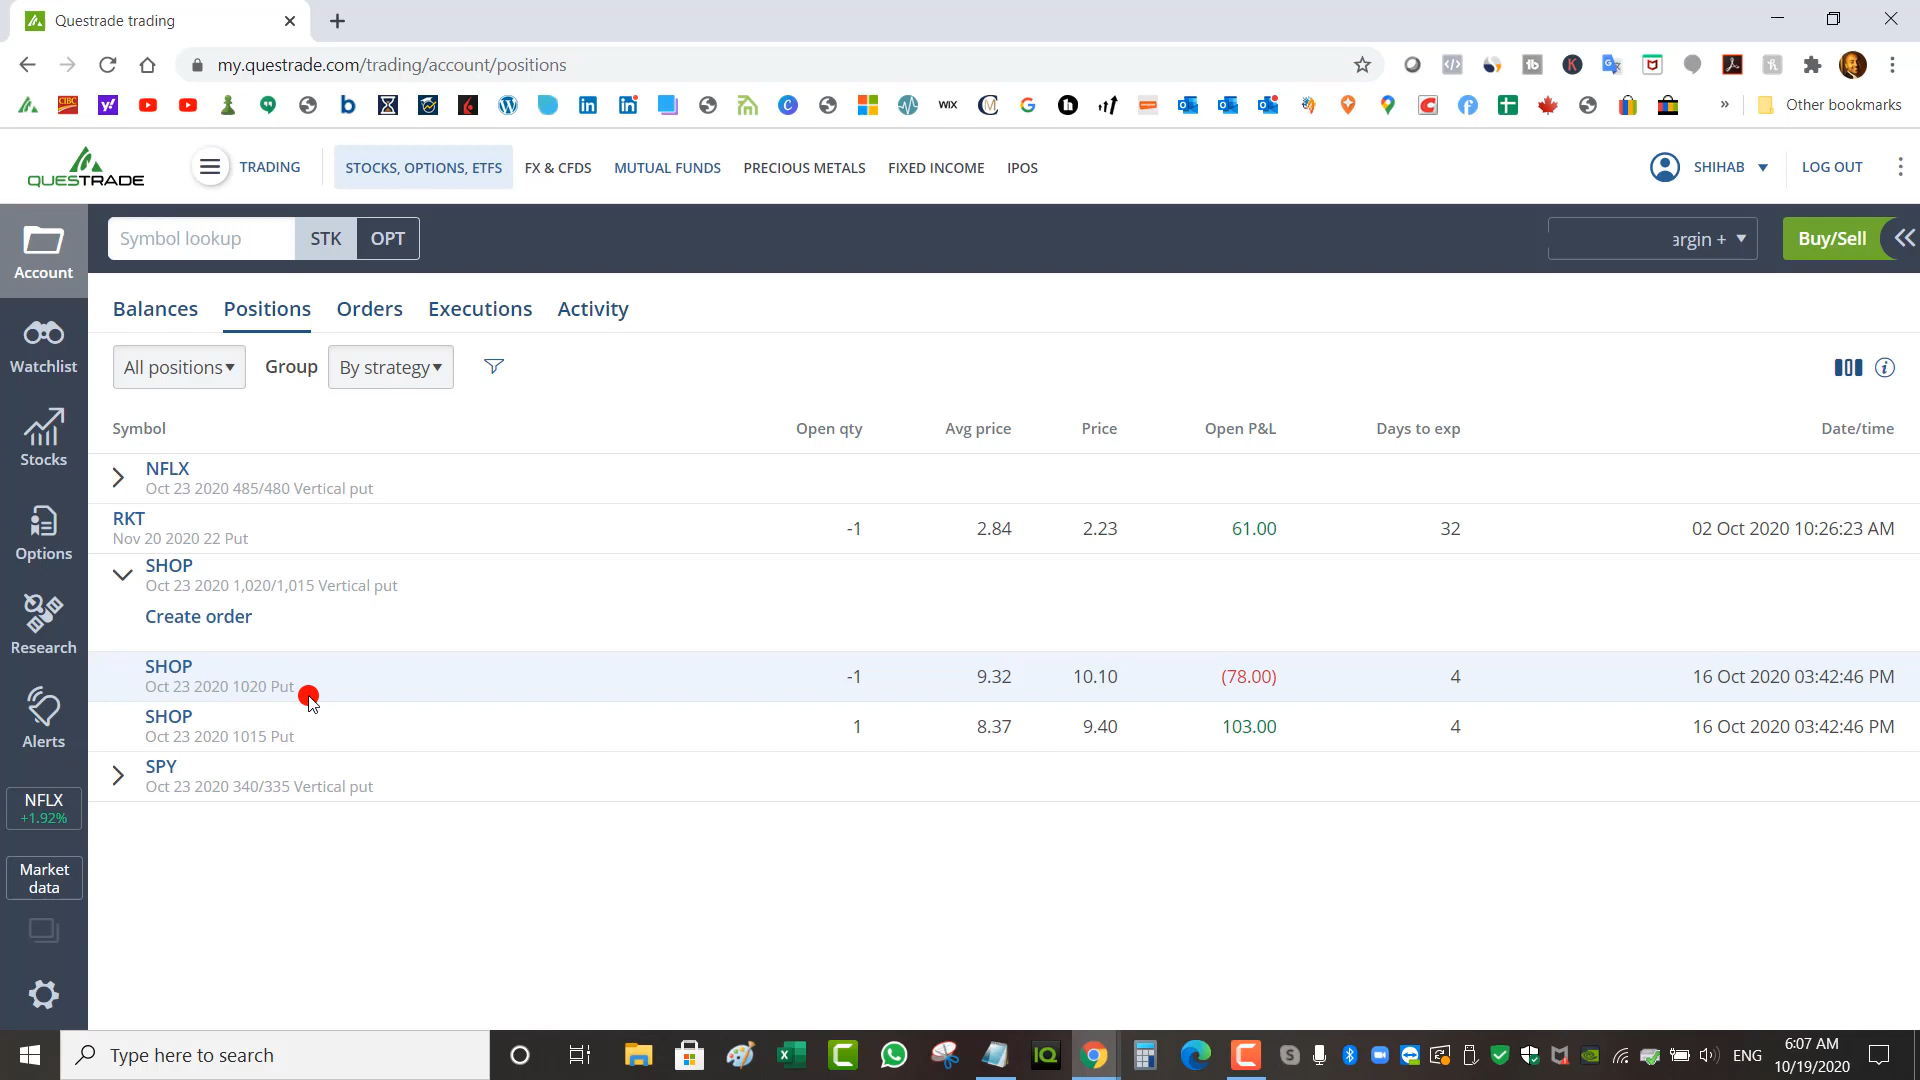 Questrade trading
my.questrade.com/trading/account/positions
Other bookmarks
QUESTRADE
TRADING
STOCKS, OPTIONS, ETFS
FX & CFDS
MUTUAL FUNDS
PRECIOUS METALS
FIXED INCOME
IPOS
SHIHAB
LOG OUT
Account
Symbol lookup
STK
OPT
argin +
Buy/Sell
Watchlist
Stocks
Options
Research
Alerts
NFLX
+1.92%
Market
data
Balances
Positions
Orders
Executions
Activity
All positions
Group
By strategy
Symbol Open qty Avg price Price Open P&L Days to exp Date/time
NFLX
Oct 23 2020 485/480 Vertical put
RKT
Nov 20 2020 22 Put
-1 2.84 2.23 61.00 32 02 Oct 2020 10:26:23 AM
SHOP
Oct 23 2020 1,020/1,015 Vertical put
Create order
SHOP
Oct 23 2020 1020 Put
-1 9.32 10.10 (78.00) 4 16 Oct 2020 03:42:46 PM
SHOP
Oct 23 2020 1015 Put
1 8.37 9.40 103.00 4 16 Oct 2020 03:42:46 PM
SPY
Oct 23 2020 340/335 Vertical put
Type here to search
ENG
6:07 AM
10/19/2020